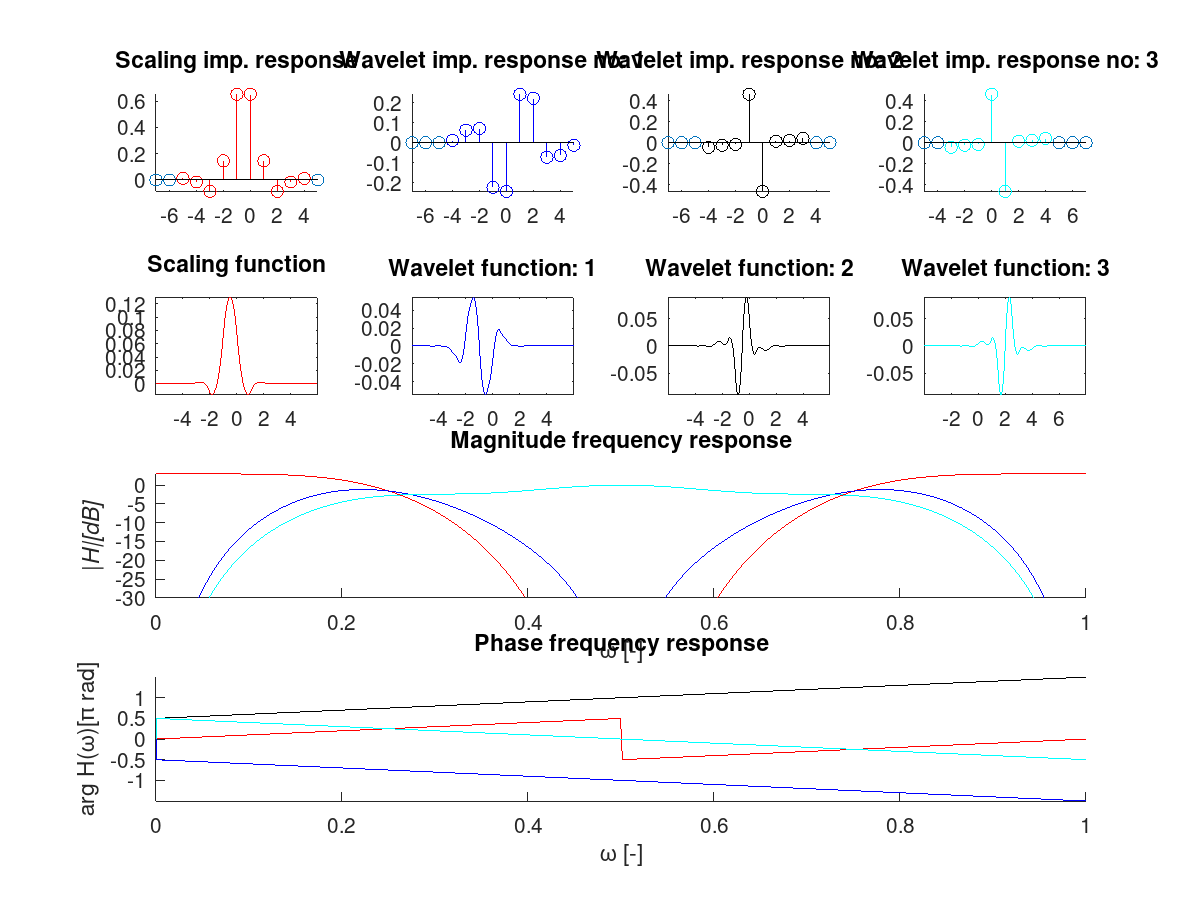 Scaling imp. response
Wavelet imp. response no: 1
Wavelet imp. response no: 2
Wavelet imp. response no: 3
0.6
0.4
0.2
0
-6 -4 -2 0 2 4
0.2
0.1
0
-0.1
-0.2
-6 -4 -2 0 2 4
0.4
0.2
0
-0.2
-0.4
-6 -4 -2 0 2 4
0.4
0.2
0
-0.2
-0.4
-4 -2 0 2 4 6
Scaling function
Wavelet function: 1
Wavelet function: 2
Wavelet function: 3
0.12
0.1
0.08
0.06
0.04
0.02
0
-4 -2 0 2 4
0.04
0.02
0
-0.02
-0.04
-4 -2 0 2 4
0.05
0
-0.05
-4 -2 0 2 4
0.05
0
-0.05
-2 0 2 4 6
Magnitude frequency response
|H|[dB]
0
-5
-10
-15
-20
-25
-30
0 0.2 0.4 0.6 0.8 1
ω [-]
Phase frequency response
arg H(ω)[π rad]
1
0.5
0
-0.5
-1
0 0.2 0.4 0.6 0.8 1
ω [-]